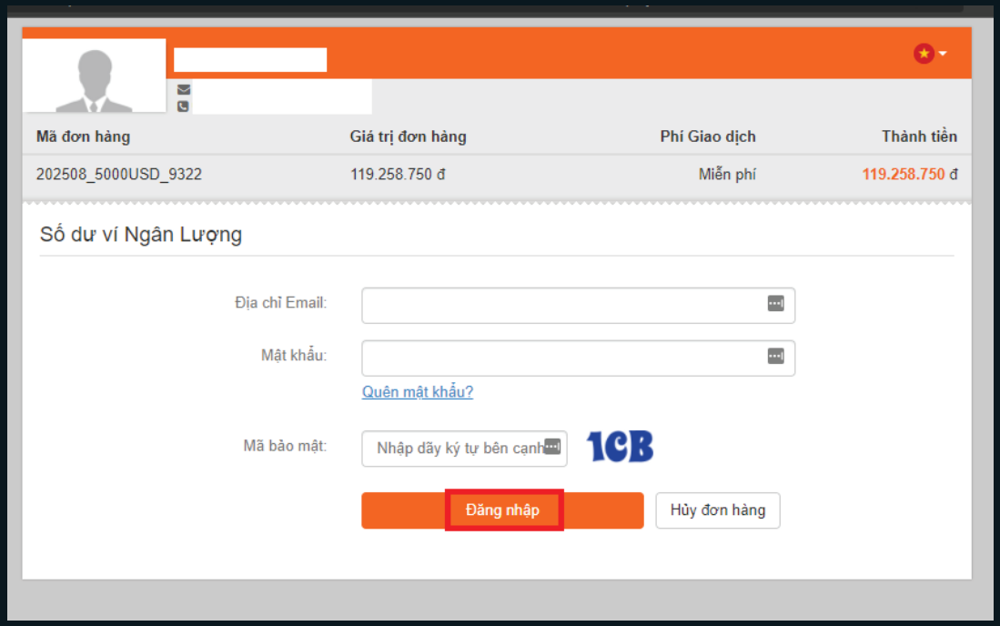 Mã đơn hàng Giá trị đơn hàng Phí Giao dịch Thành tiền
202508_5000USD_9322 119.258.750 đ Miễn phí 119.258.750 đ
Số dư ví Ngân Lượng
Địa chỉ Email:
Mật khẩu:
Quên mật khẩu?
Mã bảo mật: Nhập dãy ký tự bên cạnh 1CB
Đăng nhập Hủy đơn hàng